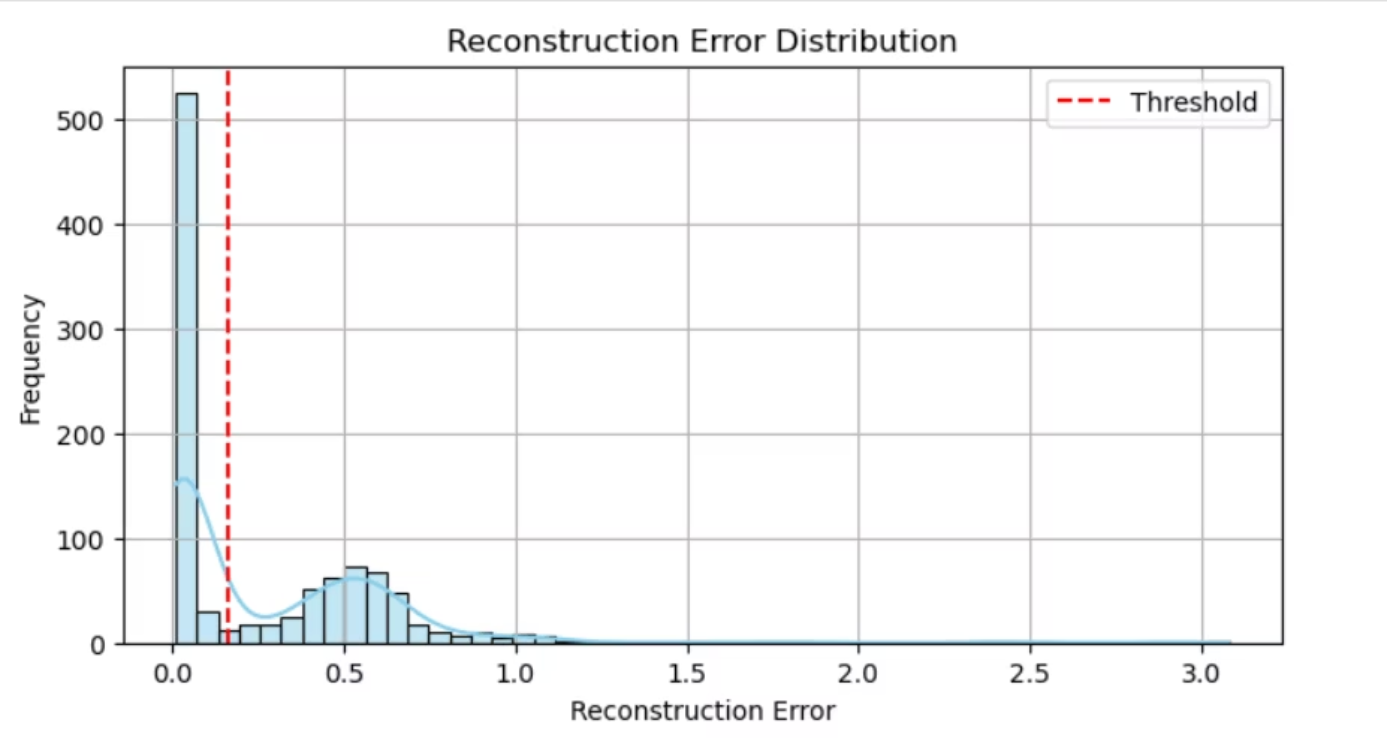 Reconstruction Error Distribution
Threshold
500
400
300
200
100
0
Frequency
0.0 0.5 1.0 1.5 2.0 2.5 3.0
Reconstruction Error